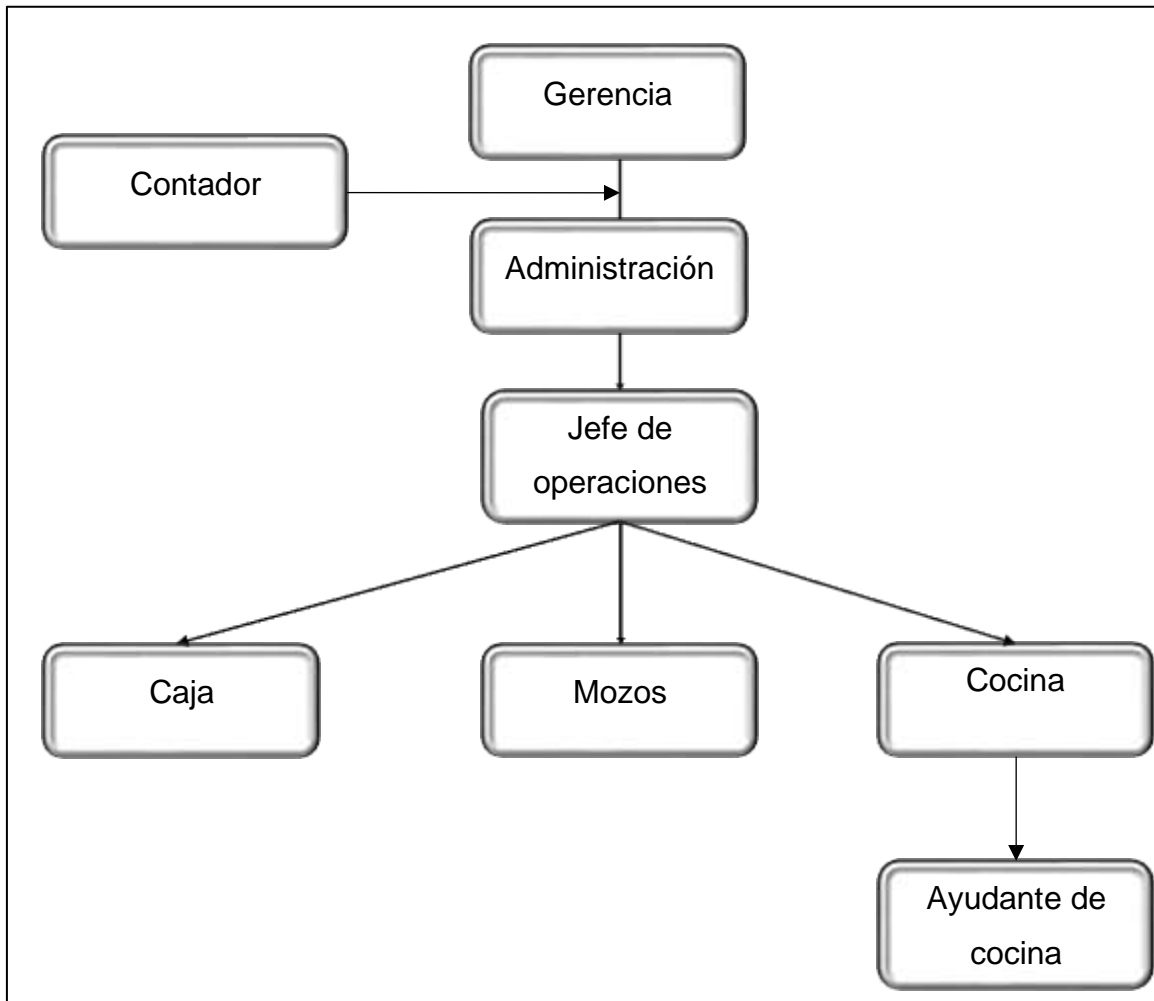 Gerencia
Contador
Administración
Jefe de
operaciones
Caja
Mozos
Cocina
Ayudante de
cocina